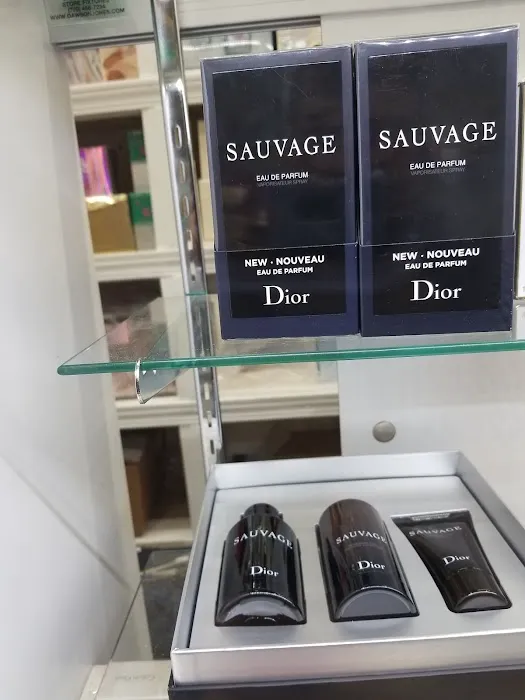 SAUVAGE
EAU DE PARFUM
VAPORISATEUR SPRAY
NEW · NOUVEAU
EAU DE PARFUM
Dior
SAUVAGE
EAU DE PARFUM
VAPORISATEUR SPRAY
NEW · NOUVEAU
EAU DE PARFUM
Dior
SAUVAGE
Dior
SAUVAGE
Dior
SAUVAGE
Dior